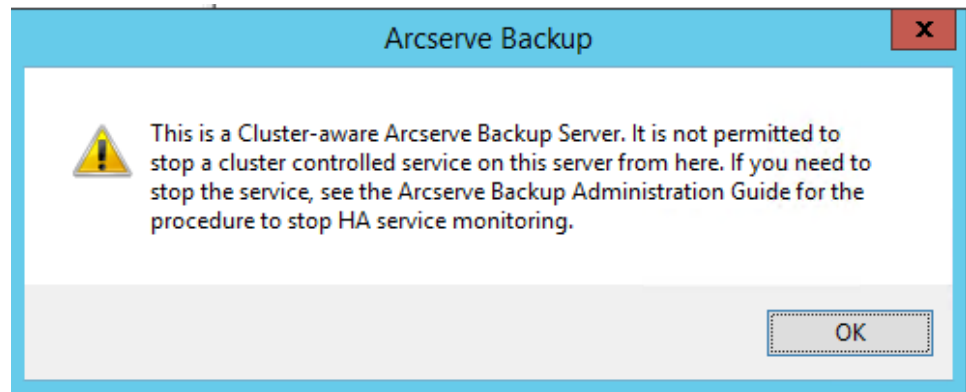 Arcserve Backup
x
This is a Cluster-aware Arcserve Backup Server. It is not permitted to
stop a cluster controlled service on this server from here. If you need to
stop the service, see the Arcserve Backup Administration Guide for the
procedure to stop HA service monitoring.
OK